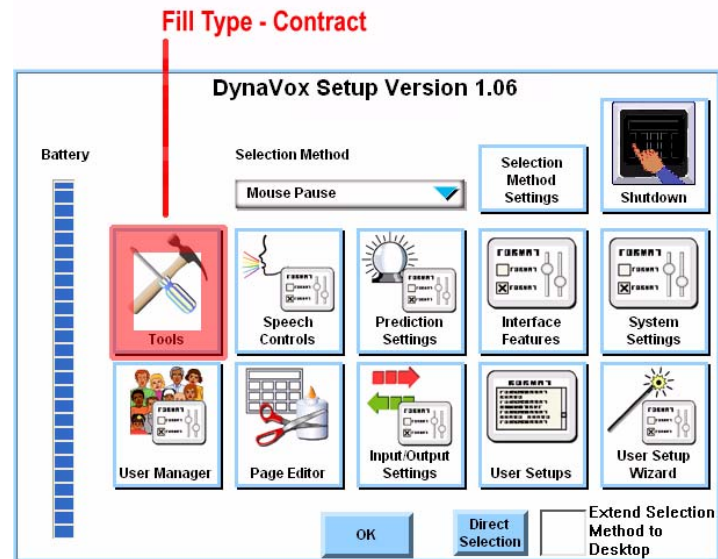 Fill Type - Contract
DynaVox Setup Version 1.06
Battery
Selection Method
Mouse Pause
Selection
Method
Settings
Shutdown
Tools
Speech
Controls
Prediction
Settings
Interface
Features
System
Settings
User Manager
Page Editor
Input/Output
Settings
User Setups
User Setup
Wizard
OK
Direct
Selection
Extend Selection
Method to
Desktop